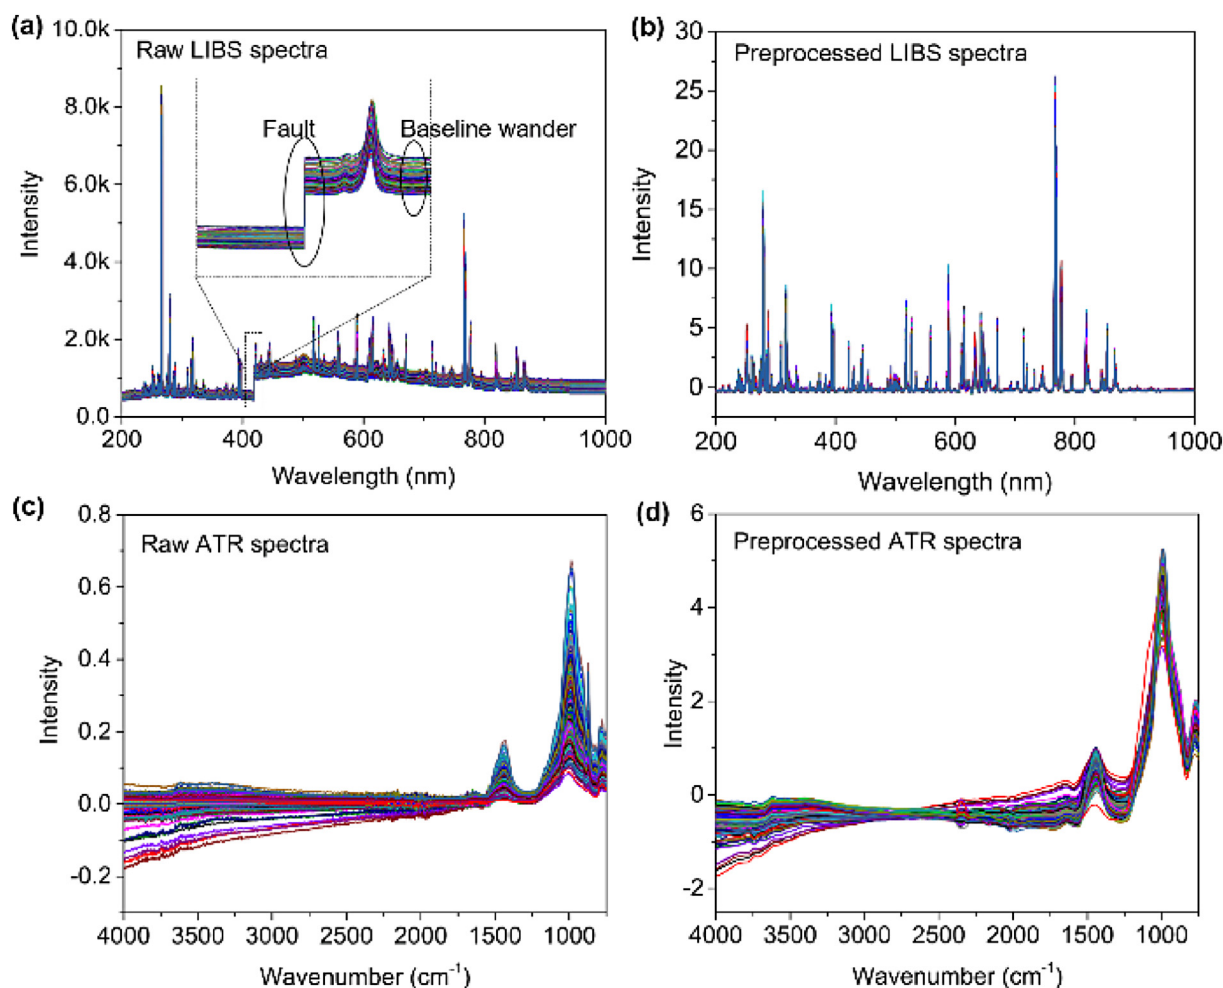 (a)
Raw LIBS spectra
Fault
Baseline wander
Intensity
10.0k
8.0k
6.0k
4.0k
2.0k
0.0
200 400 600 800 1000
Wavelength (nm)
(b)
Preprocessed LIBS spectra
Intensity
30
25
20
15
10
5
0
200 400 600 800 1000
Wavelength (nm)
(c)
Raw ATR spectra
Intensity
0.8
0.6
0.4
0.2
0.0
-0.2
4000 3500 3000 2500 2000 1500 1000
Wavenumber (cm⁻¹)
(d)
Preprocessed ATR spectra
Intensity
6
4
2
0
-2
4000 3500 3000 2500 2000 1500 1000
Wavenumber (cm⁻¹)